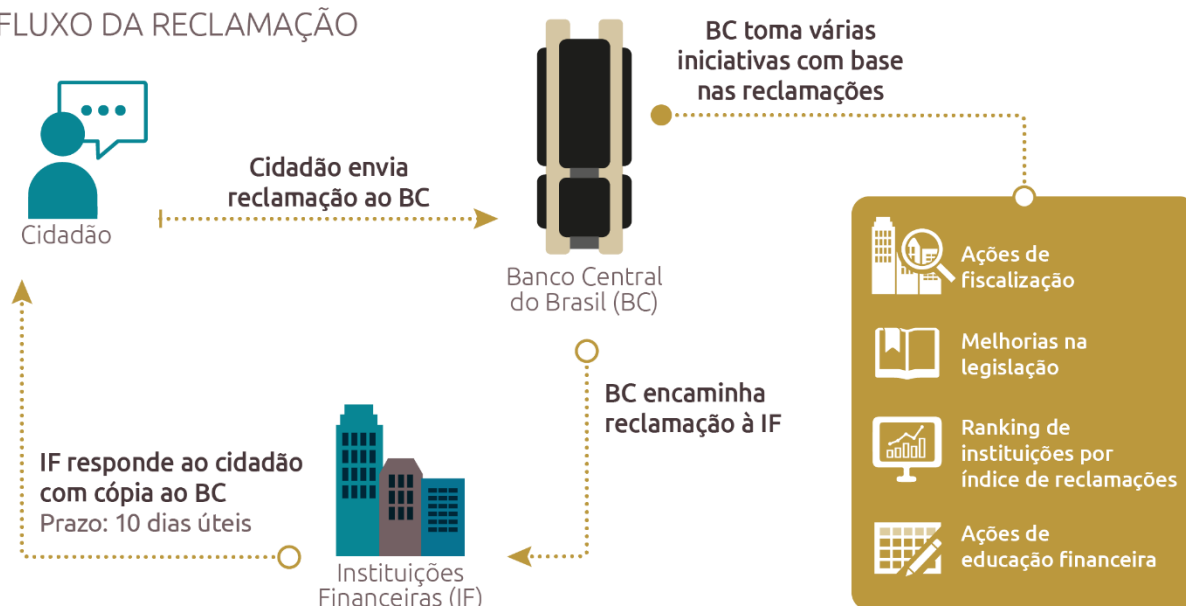 FLUXO DA RECLAMAÇÃO
Cidadão
Cidadão envia
reclamação ao BC
Banco Central
do Brasil (BC)
BC toma várias
iniciativas com base
nas reclamações
Ações de
fiscalização
Melhorias na
legislação
Ranking de
instituições por
índice de reclamações
Ações de
educação financeira
BC encaminha
reclamação à IF
Instituições
Financeiras (IF)
IF responde ao cidadão
com cópia ao BC
Prazo: 10 dias úteis